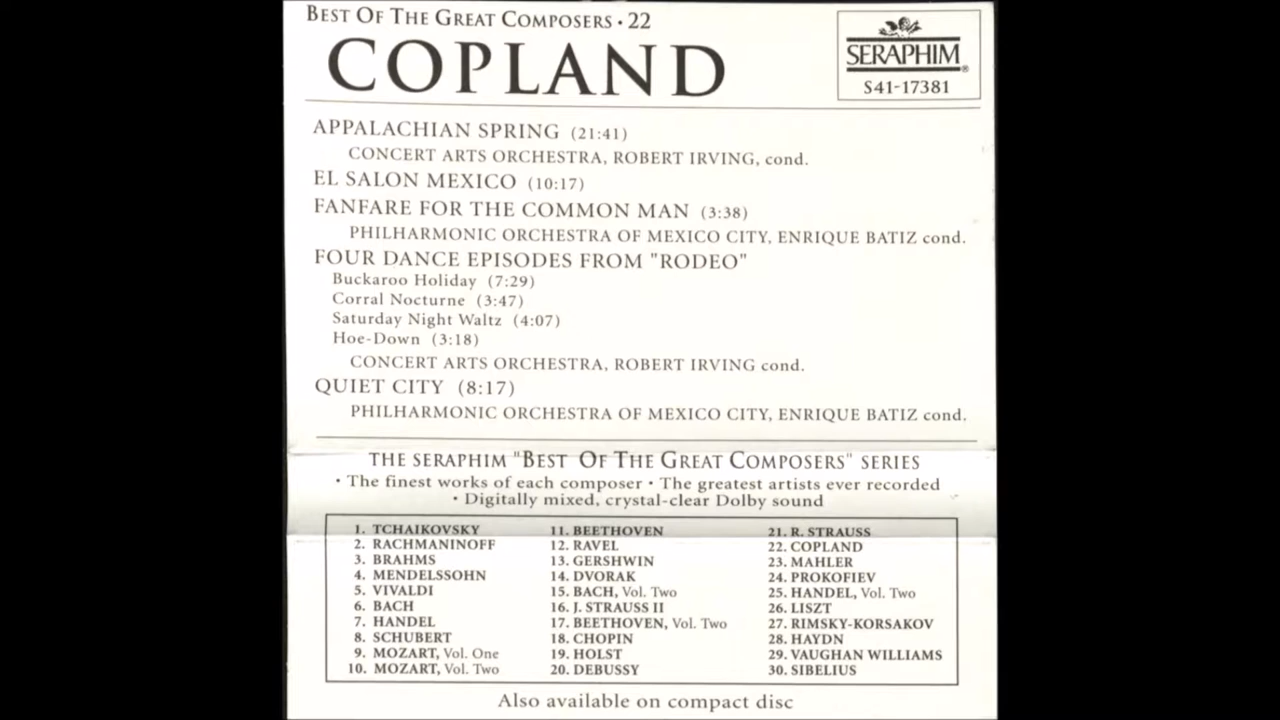 BEST OF THE GREAT COMPOSERS • 22
COPLAND
SERAPHIM®
S41-17381
APPALACHIAN SPRING (21:41)
CONCERT ARTS ORCHESTRA, ROBERT IRVING, cond.
EL SALON MEXICO (10:17)
FANFARE FOR THE COMMON MAN (3:38)
PHILHARMONIC ORCHESTRA OF MEXICO CITY, ENRIQUE BATIZ cond.
FOUR DANCE EPISODES FROM "RODEO"
Buckaroo Holiday (7:29)
Corral Nocturne (3:47)
Saturday Night Waltz (4:07)
Hoe-Down (3:18)
CONCERT ARTS ORCHESTRA, ROBERT IRVING cond.
QUIET CITY (8:17)
PHILHARMONIC ORCHESTRA OF MEXICO CITY, ENRIQUE BATIZ cond.
THE SERAPHIM "BEST OF THE GREAT COMPOSERS" SERIES
• The finest works of each composer • The greatest artists ever recorded
• Digitally mixed, crystal-clear Dolby sound
1. TCHAIKOVSKY
2. RACHMANINOFF
3. BRAHMS
4. MENDELSSOHN
5. VIVALDI
6. BACH
7. HANDEL
8. SCHUBERT
9. MOZART, Vol. One
10. MOZART, Vol. Two
11. BEETHOVEN
12. RAVEL
13. GERSHWIN
14. DVORAK
15. BACH, Vol. Two
16. J. STRAUSS II
17. BEETHOVEN, Vol. Two
18. CHOPIN
19. HOLST
20. DEBUSSY
21. R. STRAUSS
22. COPLAND
23. MAHLER
24. PROKOFIEV
25. HANDEL, Vol. Two
26. LISZT
27. RIMSKY-KORSAKOV
28. HAYDN
29. VAUGHAN WILLIAMS
30. SIBELIUS
Also available on compact disc